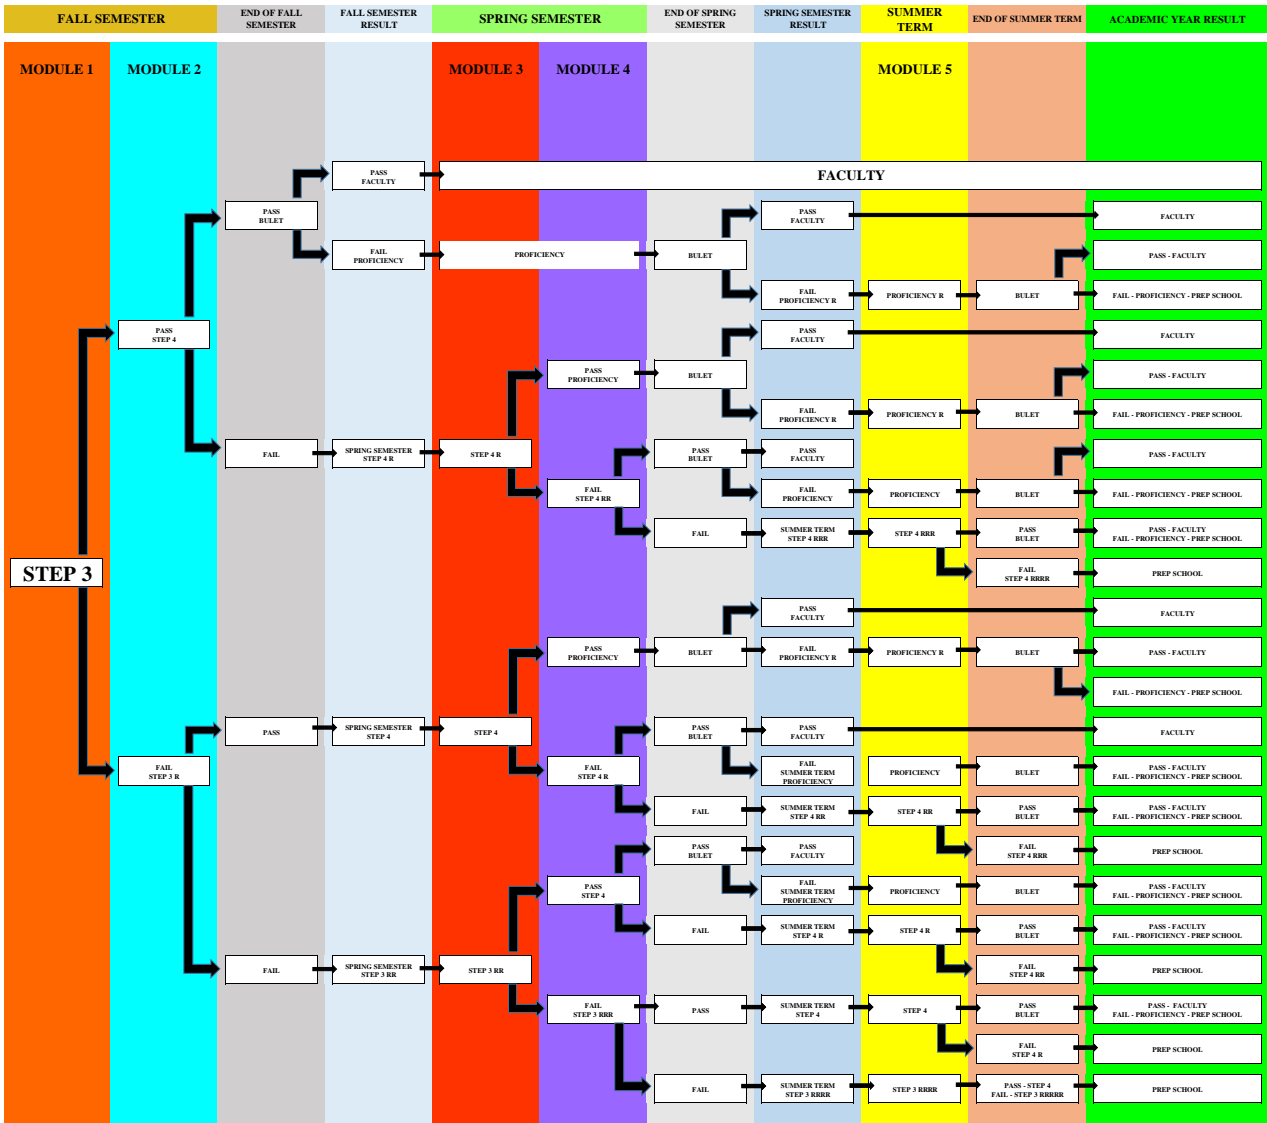 FALL SEMESTER
END OF FALL
SEMESTER
FALL SEMESTER
RESULT
SPRING SEMESTER
END OF SPRING
SEMESTER
SPRING SEMESTER
RESULT
SUMMER
TERM
END OF SUMMER TERM
ACADEMIC YEAR RESULT
MODULE 1
MODULE 2
MODULE 3
MODULE 4
MODULE 5
PASS
FACULTY
FACULTY
PASS
BULET
PASS
FACULTY
FACULTY
FAIL
PROFICIENCY
PROFICIENCY
BULET
PASS - FACULTY
FAIL
PROFICIENCY R
PROFICIENCY R
BULET
FAIL - PROFICIENCY - PREP SCHOOL
PASS
STEP 4
PASS
FACULTY
FACULTY
PASS
PROFICIENCY
BULET
PASS - FACULTY
FAIL
PROFICIENCY R
PROFICIENCY R
BULET
FAIL - PROFICIENCY - PREP SCHOOL
FAIL
SPRING SEMESTER
STEP 4 R
STEP 4 R
PASS
BULET
PASS
FACULTY
PASS - FACULTY
FAIL
STEP 4 RR
FAIL
PROFICIENCY
PROFICIENCY
BULET
FAIL - PROFICIENCY - PREP SCHOOL
FAIL
SUMMER TERM
STEP 4 RRR
STEP 4 RRR
PASS
BULET
PASS - FACULTY
FAIL - PROFICIENCY - PREP SCHOOL
STEP 3
FAIL
STEP 4 RRRR
PREP SCHOOL
PASS
FACULTY
FACULTY
PASS
PROFICIENCY
BULET
FAIL
PROFICIENCY R
PROFICIENCY R
BULET
PASS - FACULTY
FAIL - PROFICIENCY - PREP SCHOOL
PASS
SPRING SEMESTER
STEP 4
STEP 4
PASS
BULET
PASS
FACULTY
FACULTY
FAIL
STEP 3 R
FAIL
STEP 4 R
FAIL
SUMMER TERM
PROFICIENCY
PROFICIENCY
BULET
PASS - FACULTY
FAIL - PROFICIENCY - PREP SCHOOL
FAIL
SUMMER TERM
STEP 4 RR
STEP 4 RR
PASS
BULET
PASS - FACULTY
FAIL - PROFICIENCY - PREP SCHOOL
PASS
BULET
PASS
FACULTY
FAIL
STEP 4 RRR
PREP SCHOOL
PASS
STEP 4
FAIL
SUMMER TERM
PROFICIENCY
PROFICIENCY
BULET
PASS - FACULTY
FAIL - PROFICIENCY - PREP SCHOOL
FAIL
SUMMER TERM
STEP 4 R
STEP 4 R
PASS
BULET
PASS - FACULTY
FAIL - PROFICIENCY - PREP SCHOOL
FAIL
SPRING SEMESTER
STEP 3 RR
STEP 3 RR
FAIL
STEP 4 RR
PREP SCHOOL
FAIL
STEP 3 RRR
PASS
SUMMER TERM
STEP 4
STEP 4
PASS
BULET
PASS - FACULTY
FAIL - PROFICIENCY - PREP SCHOOL
FAIL
STEP 4 R
PREP SCHOOL
FAIL
SUMMER TERM
STEP 3 RRRR
STEP 3 RRRR
PASS - STEP 4
FAIL - STEP 3 RRRRR
PREP SCHOOL